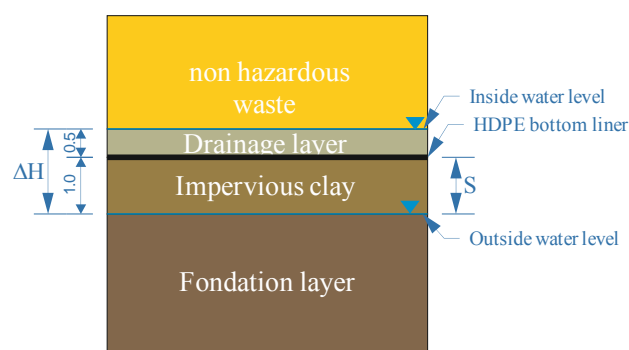 non hazardous
waste
Inside water level
HDPE bottom liner
Drainage layer
0.5
ΔH
1.0
Impervious clay
S
Outside water level
Fondation layer